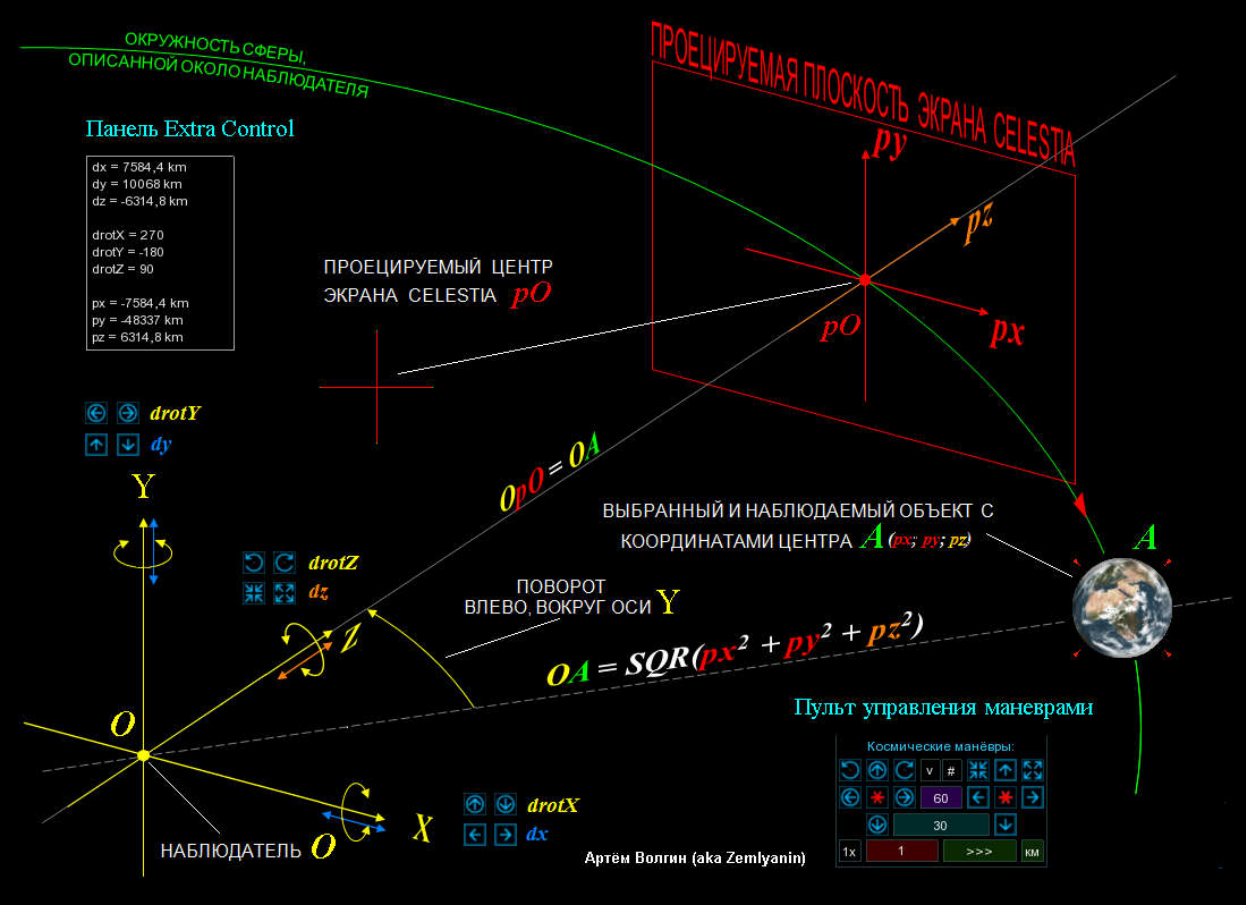 ОКРУЖНОСТЬ СФЕРЫ,
ОПИСАННОЙ ОКОЛО НАБЛЮДАТЕЛЯ
ПРОЕЦИРУЕМАЯ ПЛОСКОСТЬ ЭКРАНА CELESTIA
Панель Extra Control
dx = 7584,4 km
dy = 10068 km
dz = -6314,8 km
drotX = 270
drotY = -180
drotZ = 90
px = -7584,4 km
py = -48337 km
pz = 6314,8 km
py
pz
px
pO
ПРОЕЦИРУЕМЫЙ ЦЕНТР
ЭКРАНА CELESTIA pO
drotY
dy
Y
OpO = OA
ВЫБРАННЫЙ И НАБЛЮДАЕМЫЙ ОБЪЕКТ С
КООРДИНАТАМИ ЦЕНТРА A (px; py; pz)
A
drotZ
dz
Z
ПОВОРОТ
ВЛЕВО, ВОКРУГ ОСИ Y
OA = SQR(px² + py² + pz²)
O
Пульт управления маневрами
Космические манёвры:
v #
60
30
1x 1 >>> км
drotX
dx
X
НАБЛЮДАТЕЛЬ O
Артём Волгин (aka Zemlyanin)